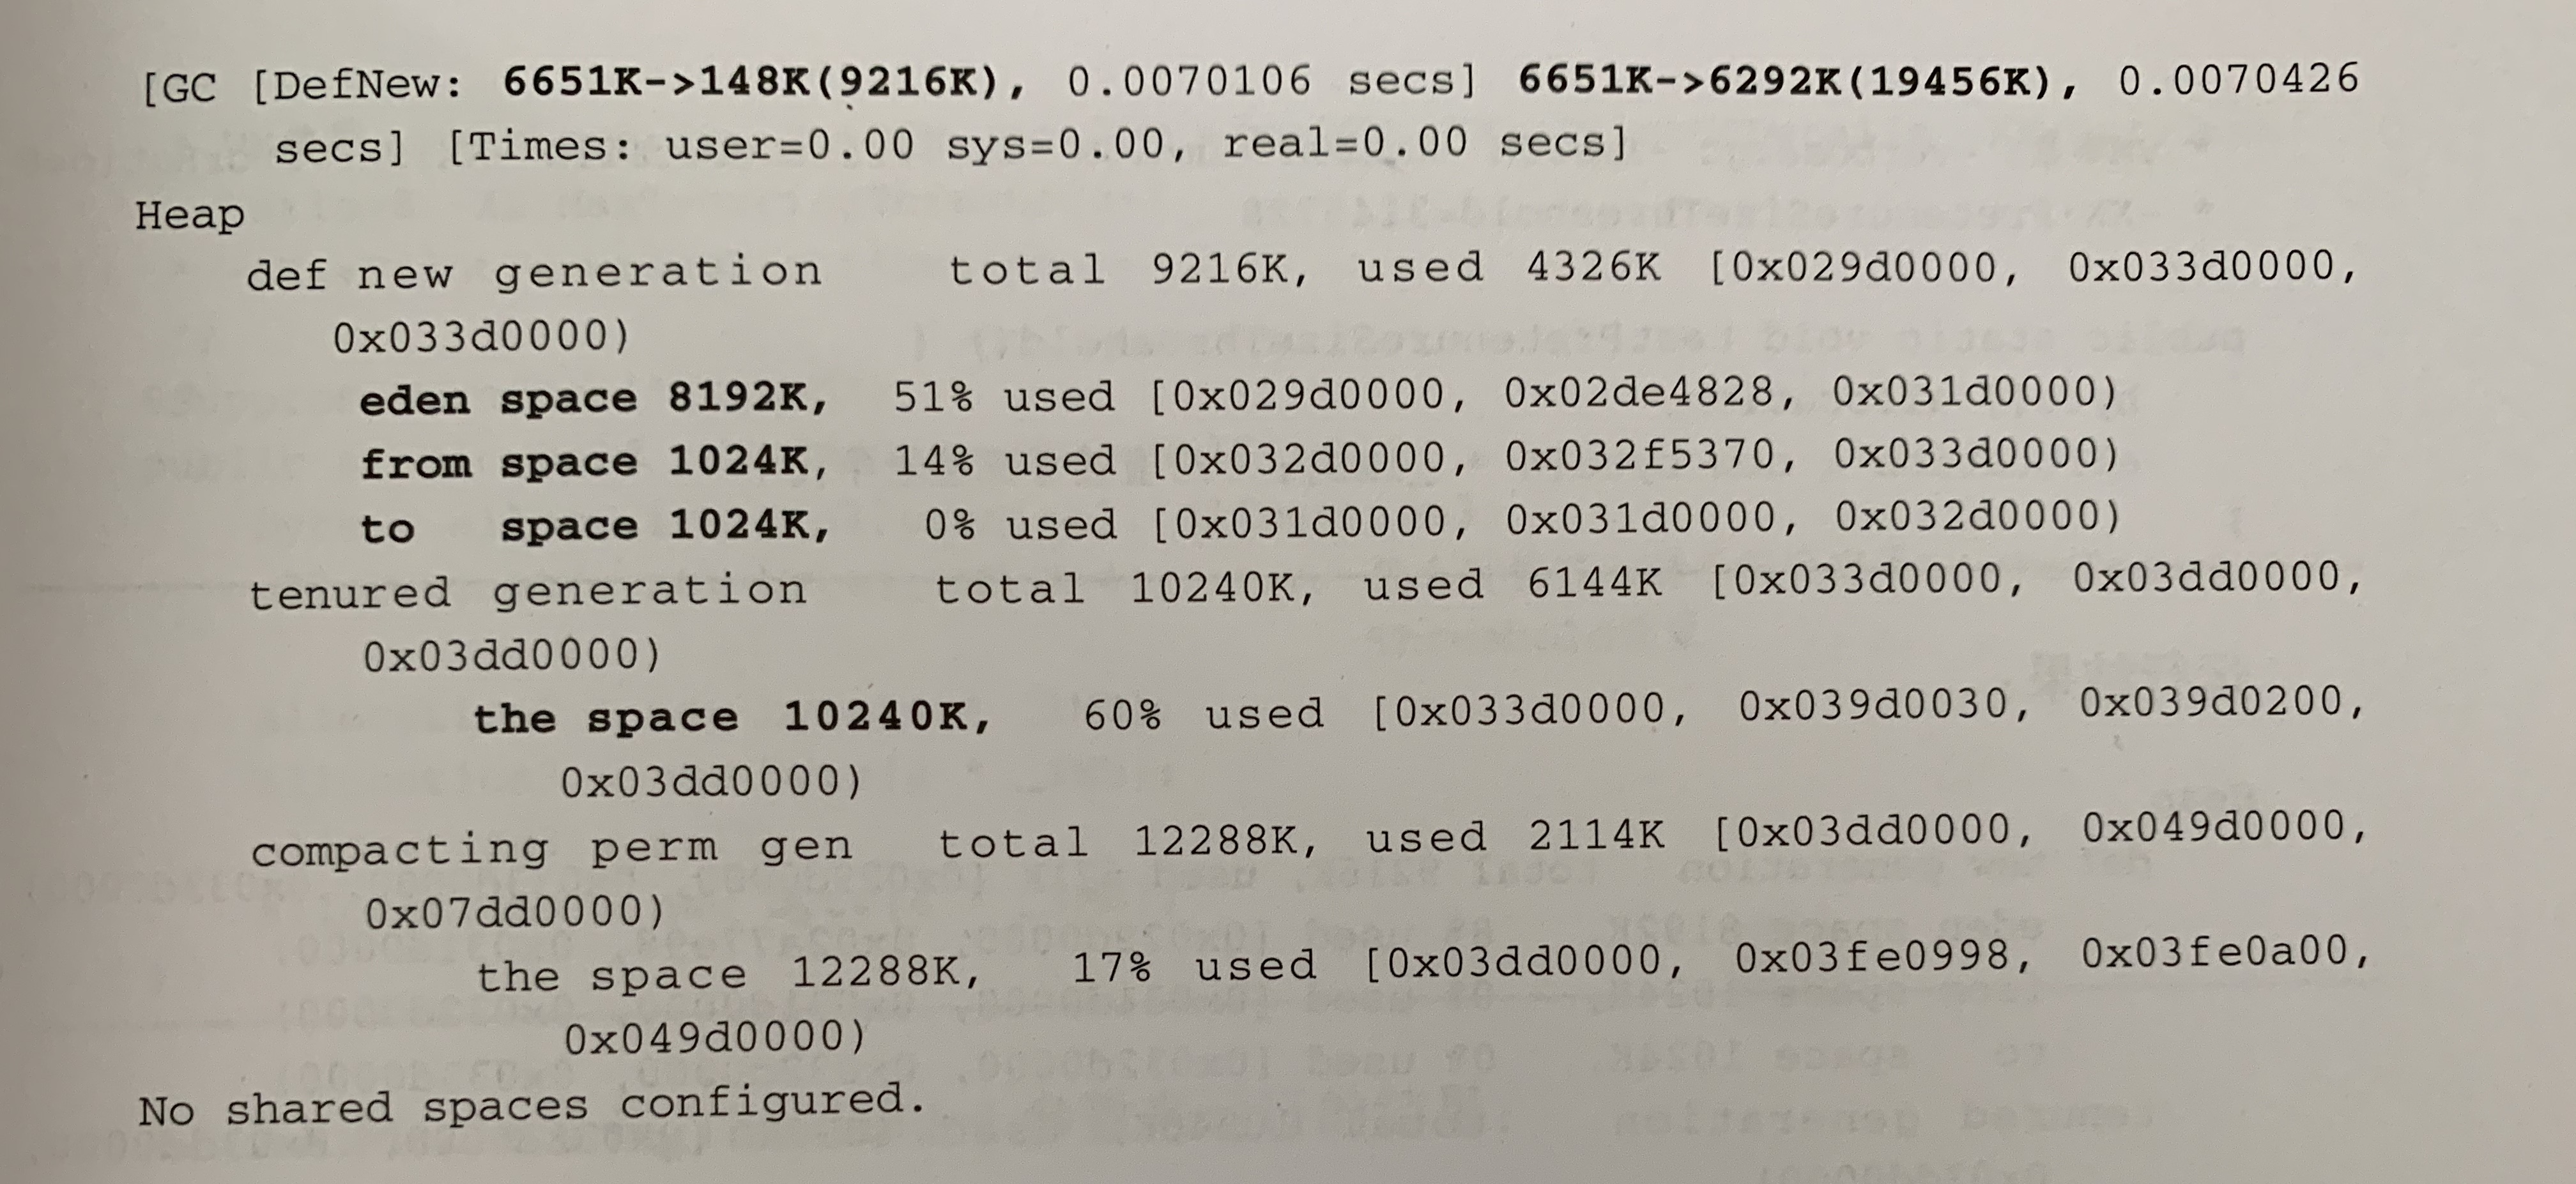 [GC [DefNew: 6651K->148K(9216K), 0.0070106 secs] 6651K->6292K(19456K), 0.0070426
secs] [Times: user=0.00 sys=0.00, real=0.00 secs]
Heap
def new generation total 9216K, used 4326K [0x029d0000, 0x033d0000,
0x033d0000)
eden space 8192K, 51% used [0x029d0000, 0x02de4828, 0x031d0000)
from space 1024K, 14% used [0x032d0000, 0x032f5370, 0x033d0000)
to space 1024K, 0% used [0x031d0000, 0x031d0000, 0x032d0000)
tenured generation total 10240K, used 6144K [0x033d0000, 0x03dd0000,
0x03dd0000)
the space 10240K, 60% used [0x033d0000, 0x039d0030, 0x039d0200,
0x03dd0000)
compacting perm gen total 12288K, used 2114K [0x03dd0000, 0x049d0000,
0x07dd0000)
the space 12288K, 17% used [0x03dd0000, 0x03fe0998, 0x03fe0a00,
0x049d0000)
No shared spaces configured.